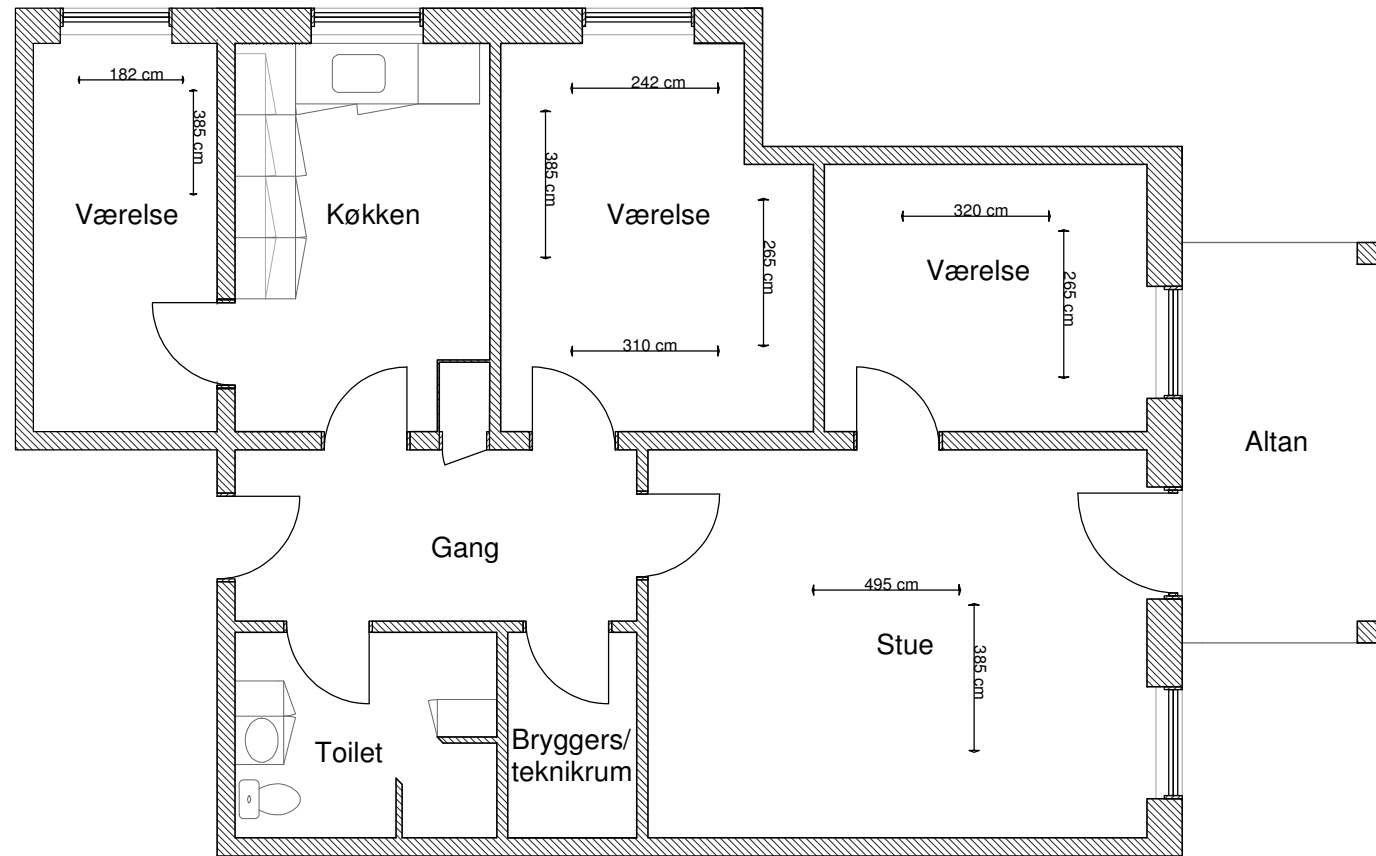 182 cm
385 cm
Værelse
Køkken
242 cm
385 cm
Værelse
265 cm
310 cm
320 cm
Værelse
265 cm
Altan
Gang
495 cm
Stue
385 cm
Toilet
Bryggers/
teknikrum